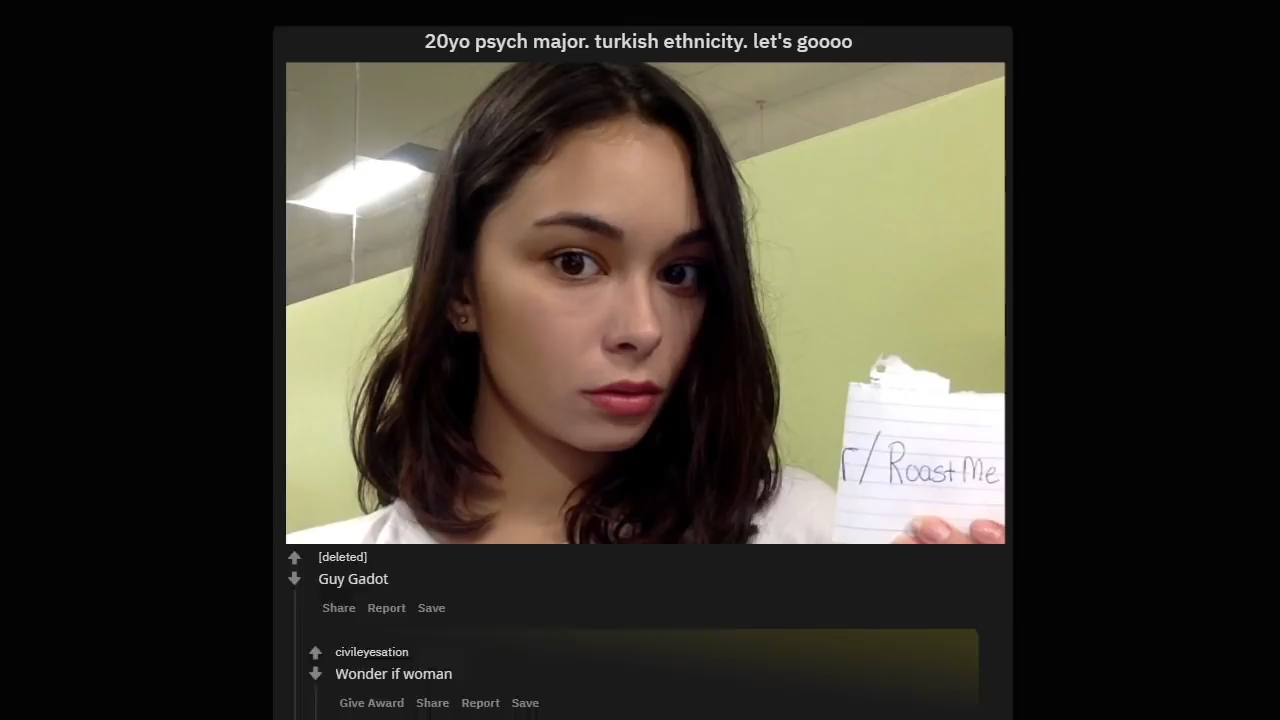 20yo psych major. turkish ethnicity. let's goooo
r/RoastMe
[deleted]
Guy Gadot
Share Report Save
civileyesation
Wonder if woman
Give Award Share Report Save